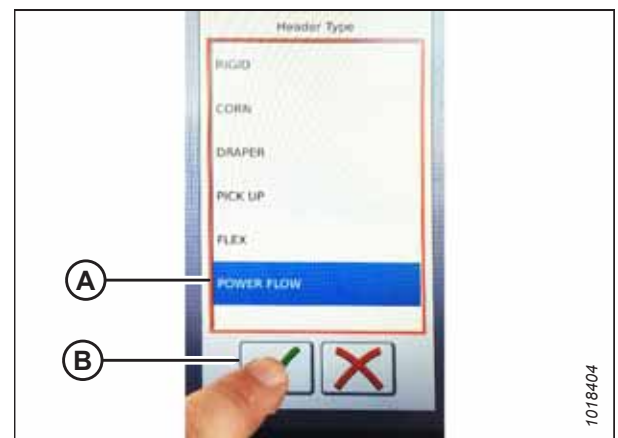 Header Type
RIGID
CORN
DRAPER
PICK UP
FLEX
A
POWER FLOW
B
1018404